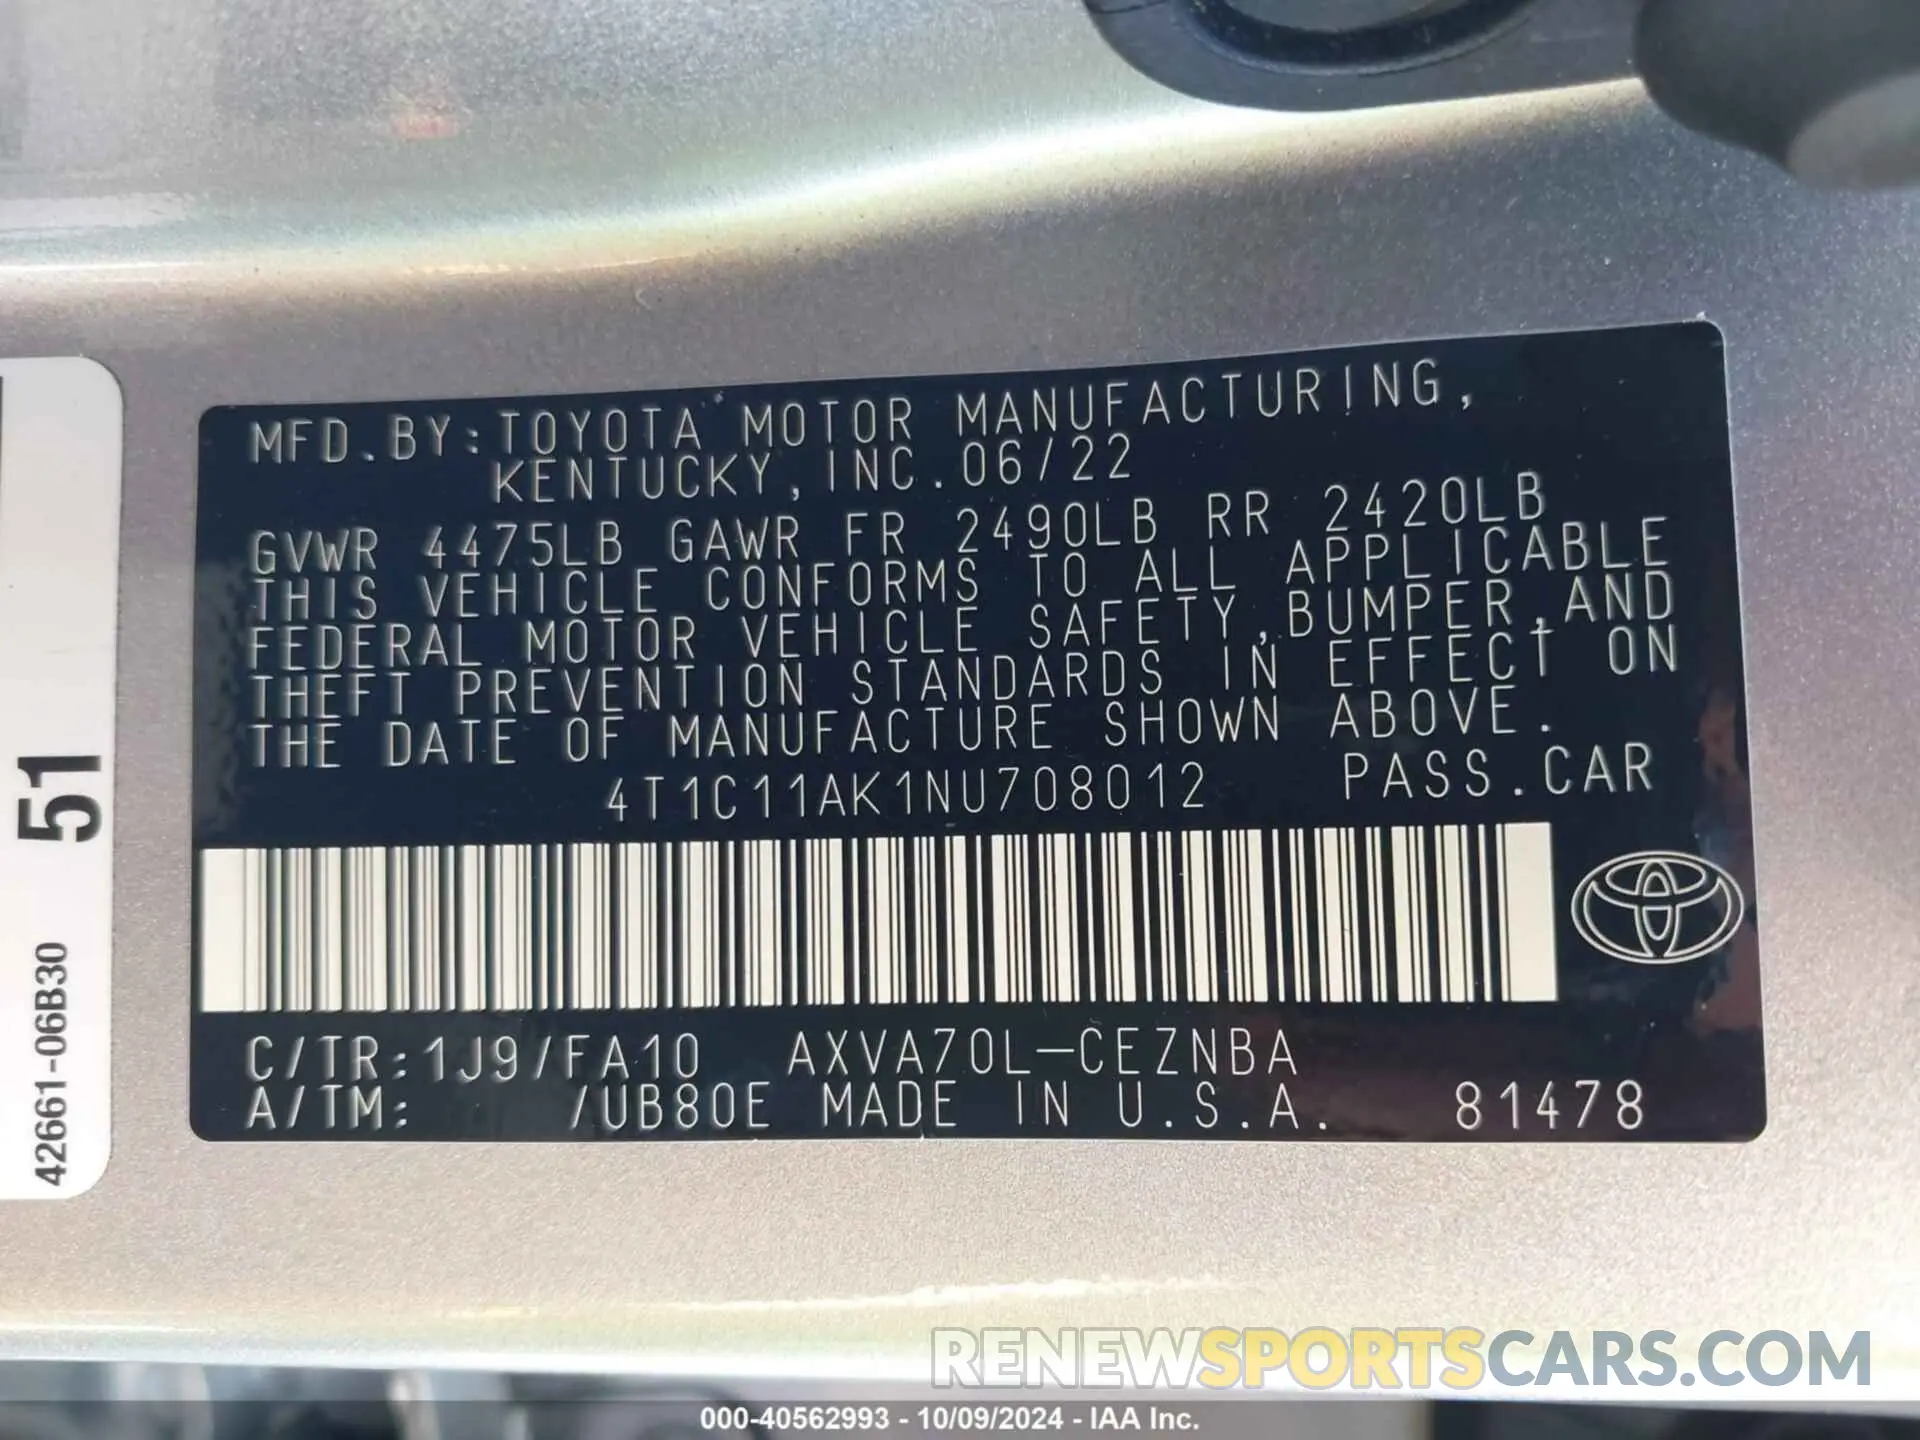 MFD.BY:TOYOTA MOTOR MANUFACTURING,
KENTUCKY,INC.06/22
GVWR 4475LB GAWR FR 2490LB RR 2420LB
THIS VEHICLE CONFORMS TO ALL APPLICABLE
FEDERAL MOTOR VEHICLE SAFETY,BUMPER,AND
THEFT PREVENTION STANDARDS IN EFFECT ON
THE DATE OF MANUFACTURE SHOWN ABOVE.
4T1C11AK1NU708012 PASS.CAR
C/TR:1J9/FA10 AXVA70L-CEZNBA
A/TM: /UB80E MADE IN U.S.A. 81478
51
42661-06B30
RENEWSPORTSCARS.COM
000-40562993 - 10/09/2024 - IAA Inc.